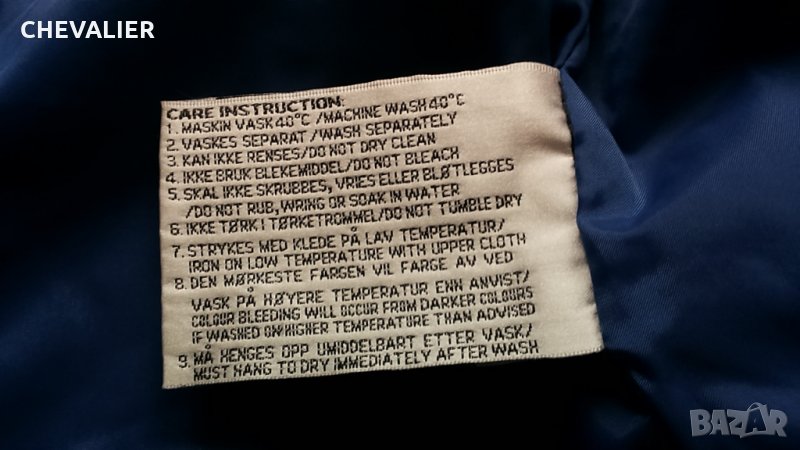 CHEVALIER
CARE INSTRUCTION:
1. MASKIN VASK 40°C /MACHINE WASH 40°C
2. VASKES SEPARAT /WASH SEPARATELY
3. KAN IKKE RENSES/DO NOT DRY CLEAN
4. IKKE BRUK BLEKEMIDDEL/DO NOT BLEACH
5. SKAL IKKE SKRUBBES, VRIES ELLER BLØTLEGGES
/DO NOT RUB, WRING OR SOAK IN WATER
6. IKKE TØRK I TØRKETROMMEL/DO NOT TUMBLE DRY
7. STRYKES MED KLEDE PÅ LAV TEMPERATUR/
IRON ON LOW TEMPERATURE WITH UPPER CLOTH
8. DEN MØRKESTE FARGEN VIL FARGE AV VED
VASK PÅ HØYERE TEMPERATUR ENN ANVIST/
COLOUR BLEEDING WILL OCCUR FROM DARKER COLOURS
IF WASHED ON HIGHER TEMPERATURE THAN ADVISED
9. MÅ HENGES OPP UMIDDELBART ETTER VASK/
MUST HANG TO DRY IMMEDIATELY AFTER WASH
BAZAR